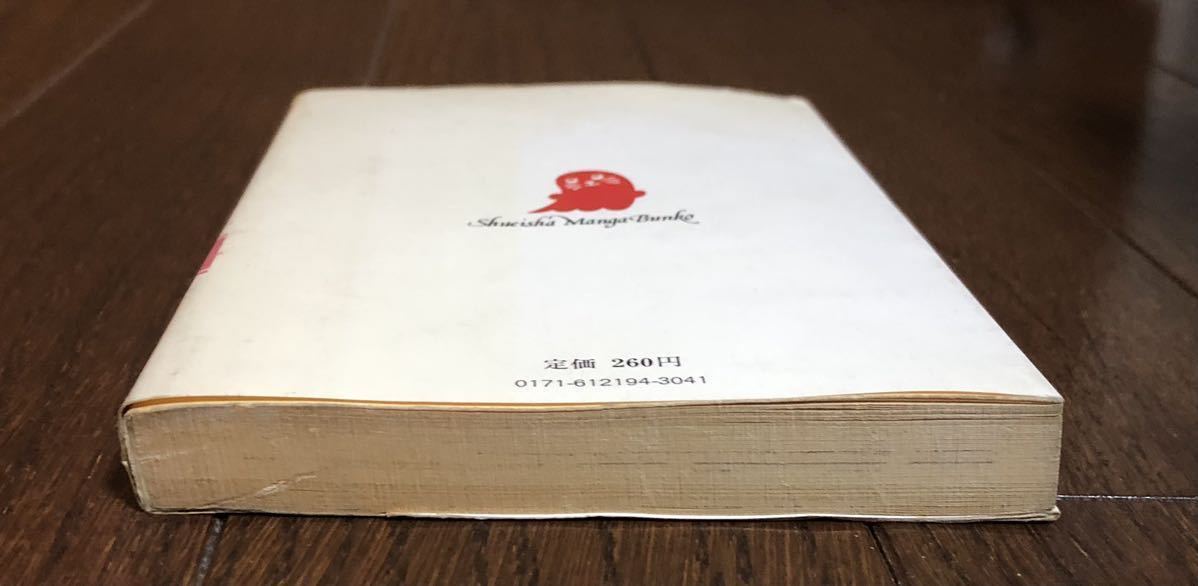 Shueisha Manga Bunko
定価 260円
0171-612194-3041